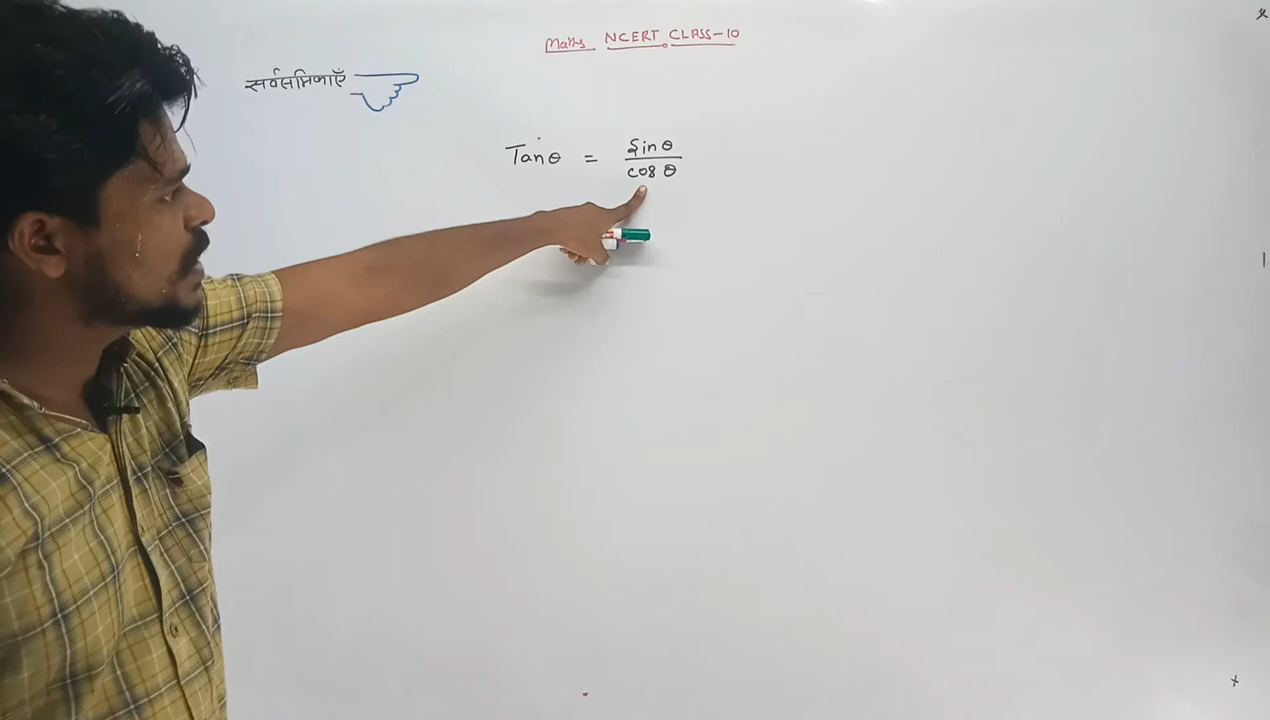 Maths NCERT CLASS-10
सर्वसमिकाएँ
Tanθ = sinθ / cosθ